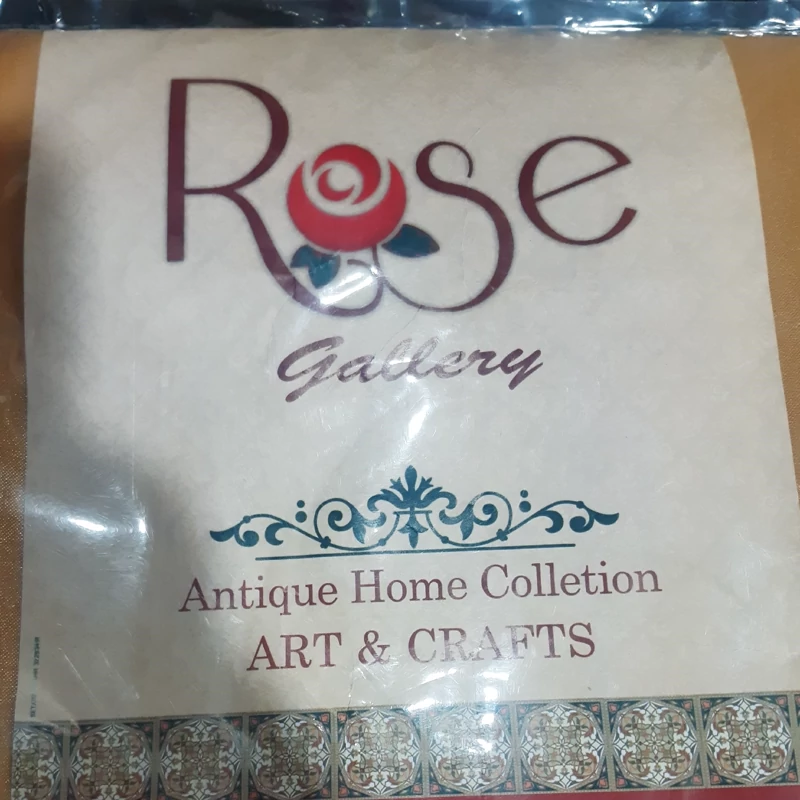 Rose
Gallery
Antique Home Colletion
ART & CRAFTS